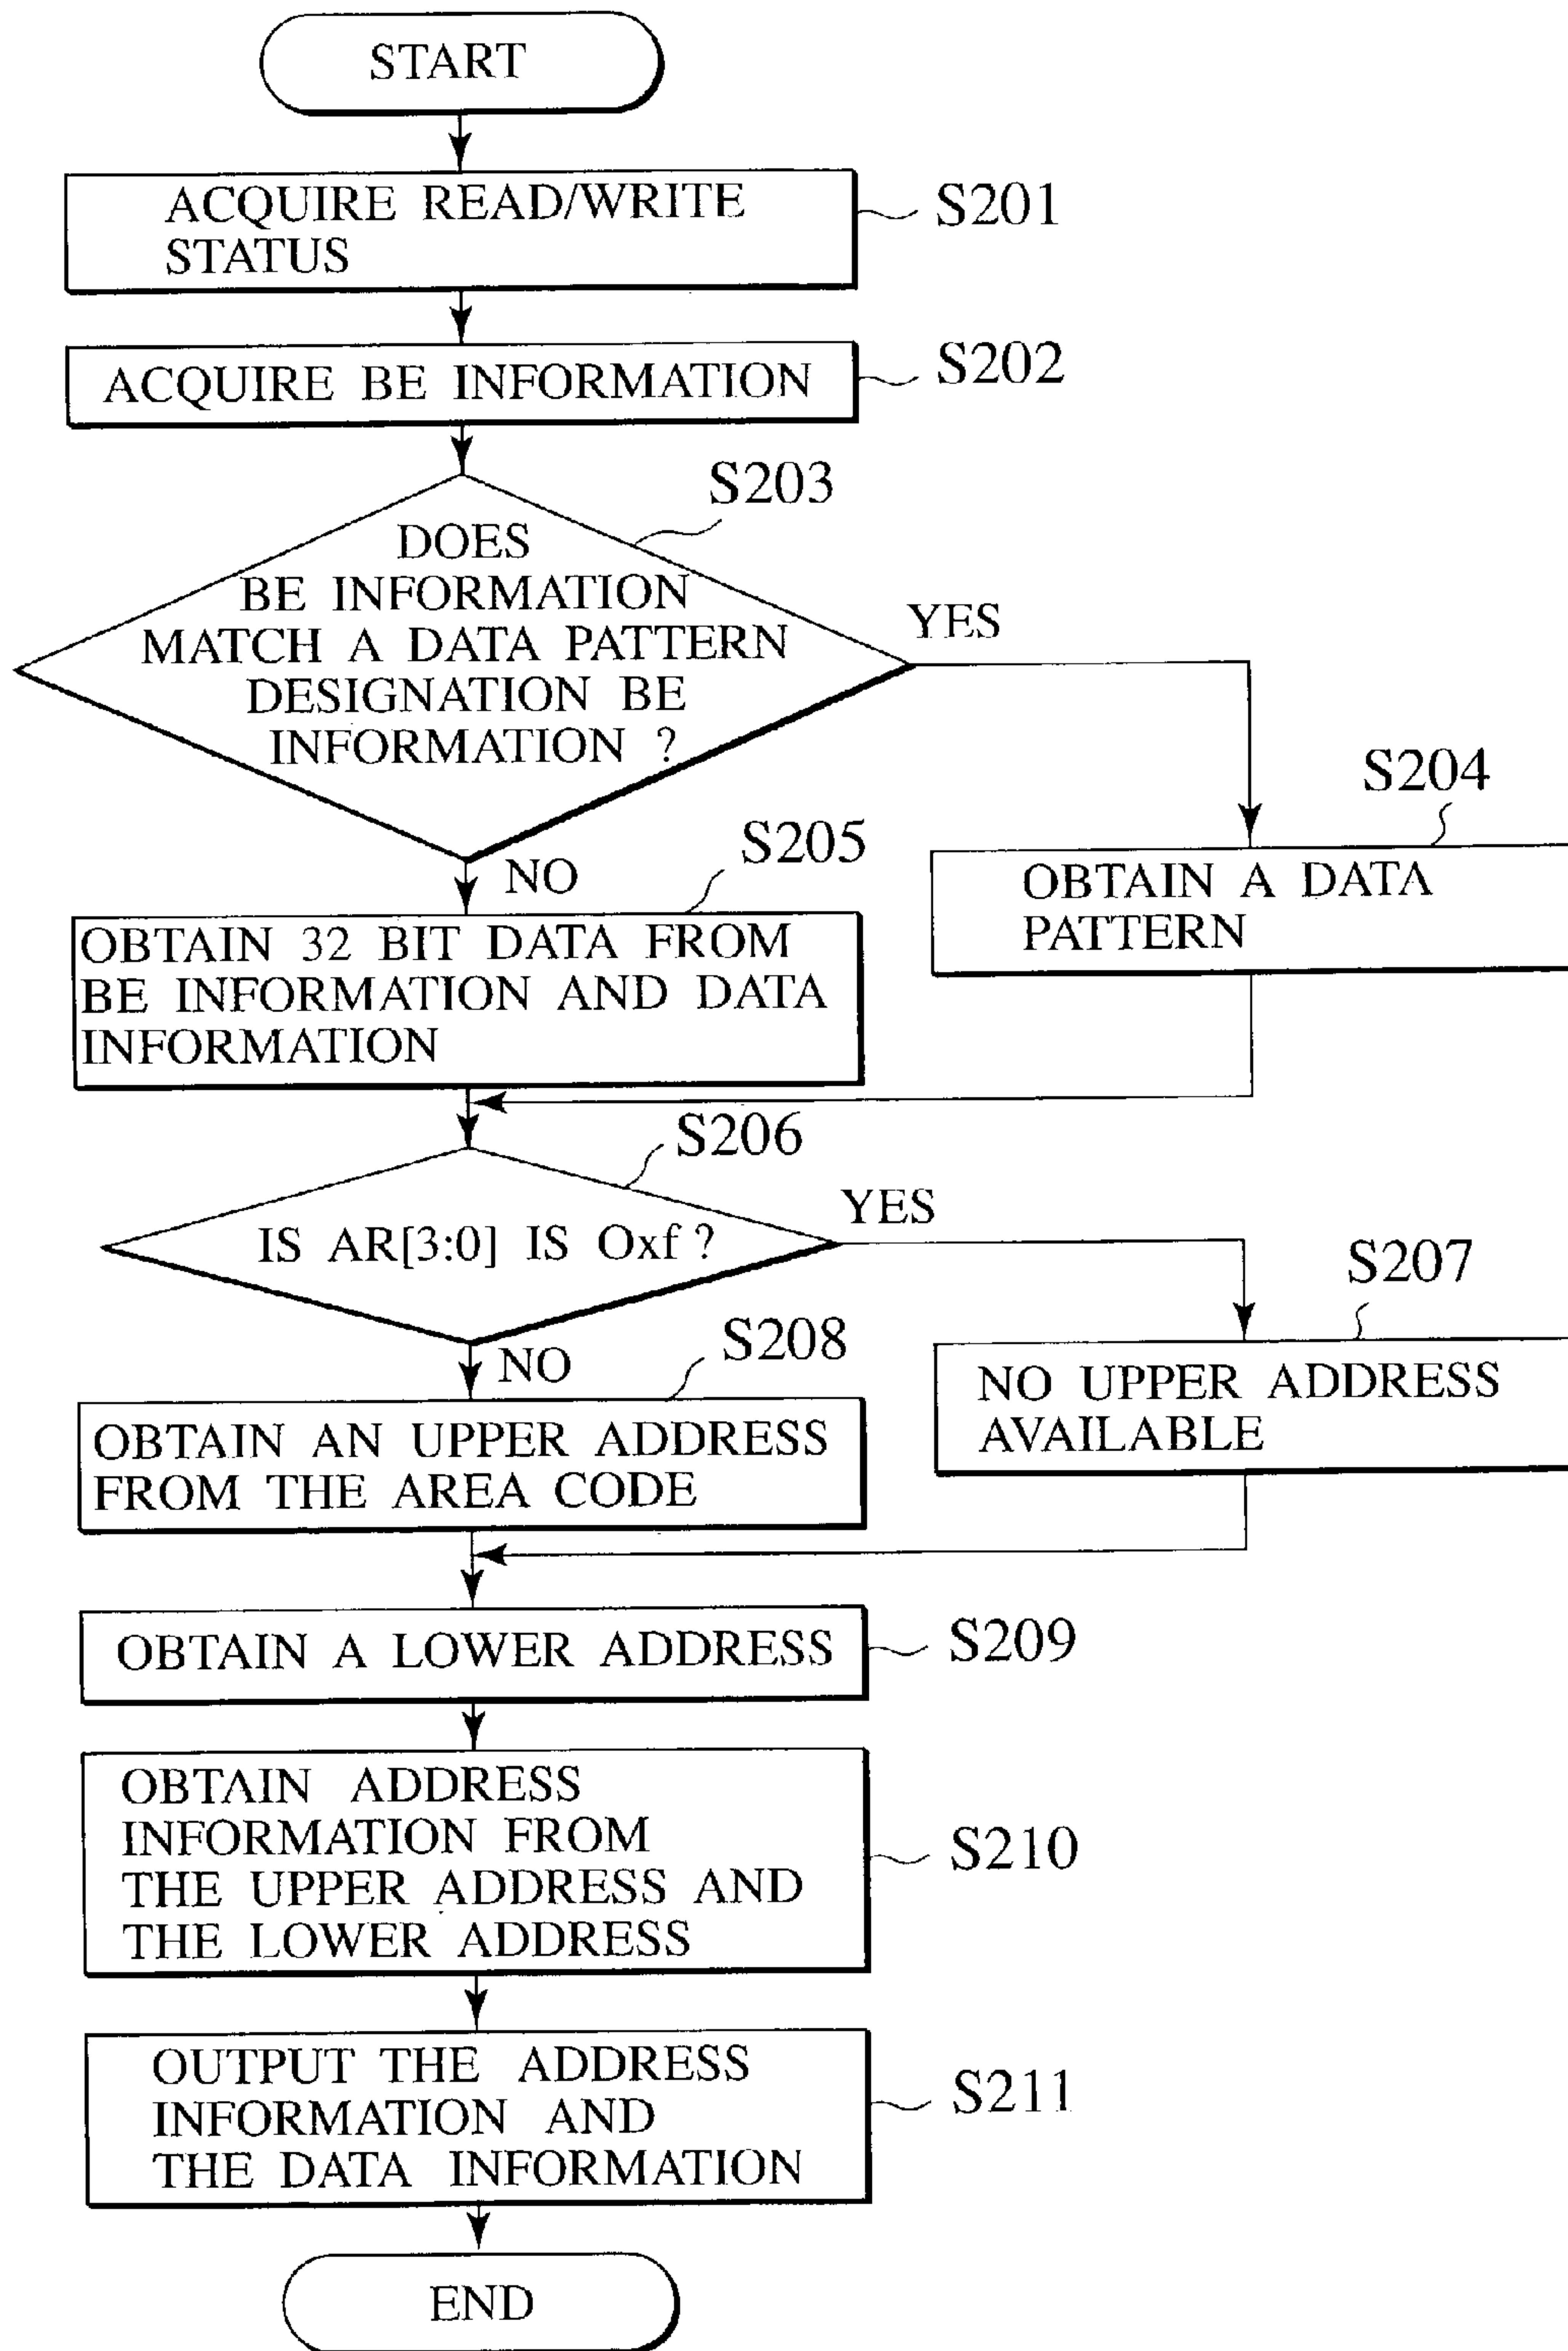 START
ACQUIRE READ/WRITE
STATUS
S201
ACQUIRE BE INFORMATION
S202
S203
DOES
BE INFORMATION
MATCH A DATA PATTERN
DESIGNATION BE
INFORMATION ?
YES
S204
OBTAIN A DATA
PATTERN
NO
S205
OBTAIN 32 BIT DATA FROM
BE INFORMATION AND DATA
INFORMATION
S206
IS AR[3:0] IS Oxf ?
YES
S207
NO UPPER ADDRESS
AVAILABLE
NO
S208
OBTAIN AN UPPER ADDRESS
FROM THE AREA CODE
OBTAIN A LOWER ADDRESS
S209
OBTAIN ADDRESS
INFORMATION FROM
THE UPPER ADDRESS AND
THE LOWER ADDRESS
S210
OUTPUT THE ADDRESS
INFORMATION AND
THE DATA INFORMATION
S211
END